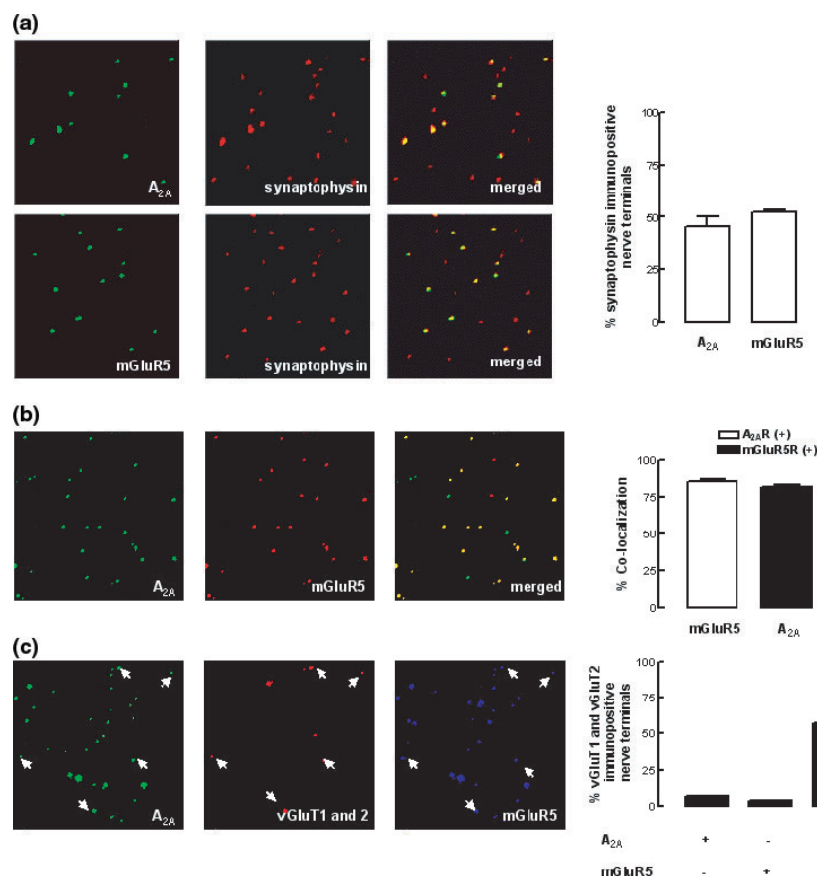 (a)
A2A
synaptophysin
merged
mGluR5
synaptophysin
merged
% synaptophysin immunopositive
nerve terminals
100
75
50
25
0
A2A
mGluR5
(b)
A2A
mGluR5
merged
A2AR (+)
mGluR5R (+)
% Co-localization
100
75
50
25
0
mGluR5
A2A
(c)
A2A
vGluT1 and 2
mGluR5
% vGluT1 and vGluT2
immunopositive
nerve terminals
100
75
50
25
0
A2A + -
mGluR5 - +